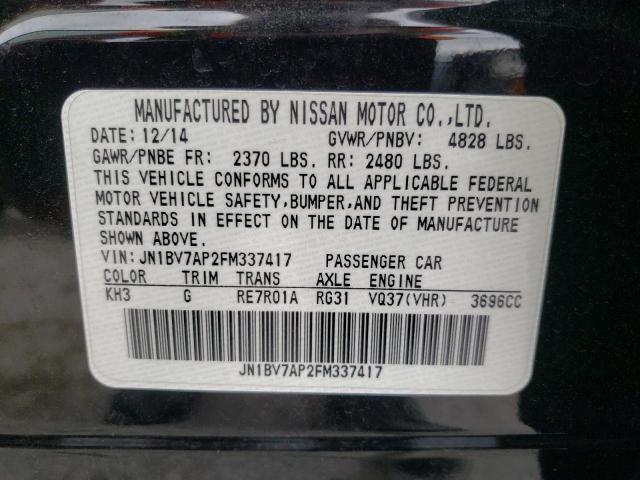 MANUFACTURED BY NISSAN MOTOR CO.,LTD.
DATE: 12/14 GVWR/PNBV: 4828 LBS.
GAWR/PNBE FR: 2370 LBS. RR: 2480 LBS.
THIS VEHICLE CONFORMS TO ALL APPLICABLE FEDERAL
MOTOR VEHICLE SAFETY,BUMPER,AND THEFT PREVENTION
STANDARDS IN EFFECT ON THE DATE OF MANUFACTURE
SHOWN ABOVE.
VIN: JN1BV7AP2FM337417 PASSENGER CAR
COLOR TRIM TRANS AXLE ENGINE
KH3 G RE7R01A RG31 VQ37(VHR) 3696CC
JN1BV7AP2FM337417